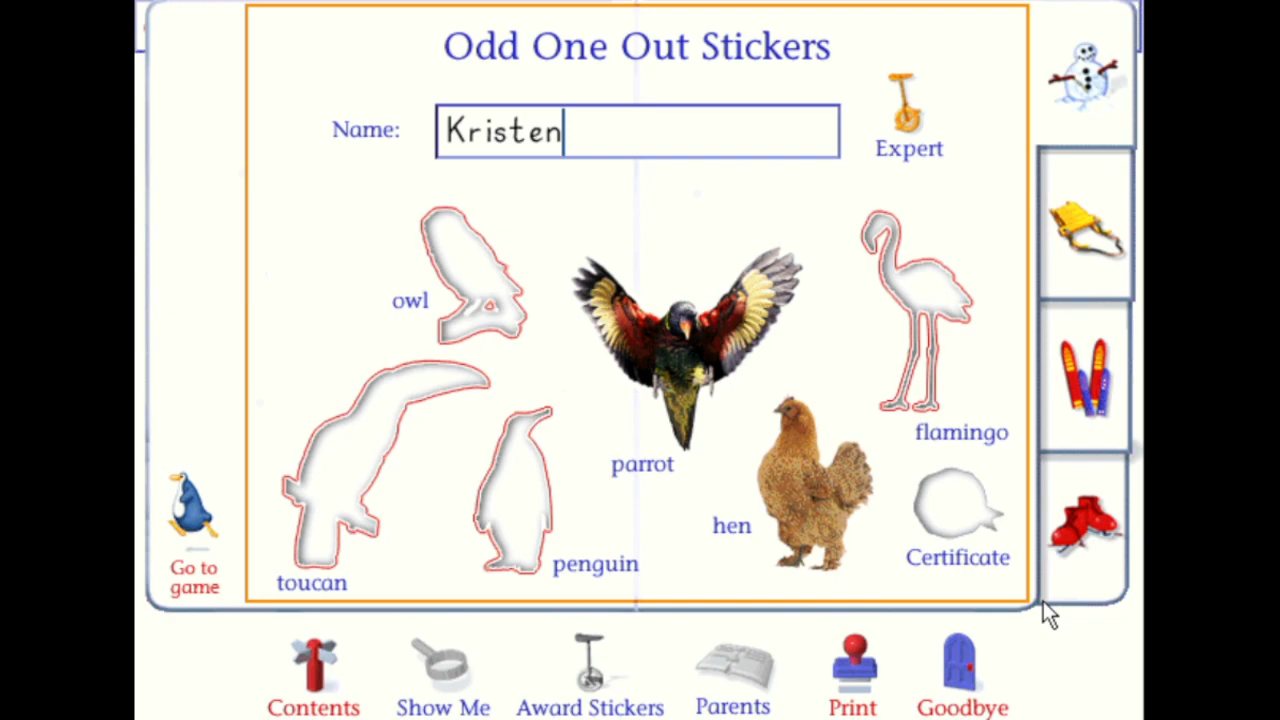 Odd One Out Stickers
Name:
Kristen
Expert
owl
flamingo
parrot
hen
Certificate
penguin
toucan
Go to
game
Contents
Show Me
Award Stickers
Parents
Print
Goodbye